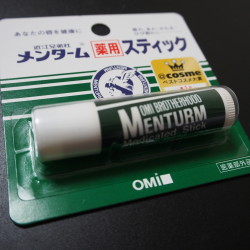 あなたの唇を健康に
近江兄弟社
メンターム 薬用 スティック
@cosme
ベストコスメ大賞
OMI BROTHERHOOD
MENTURM
Medicated Stick
OMI
医薬部外品